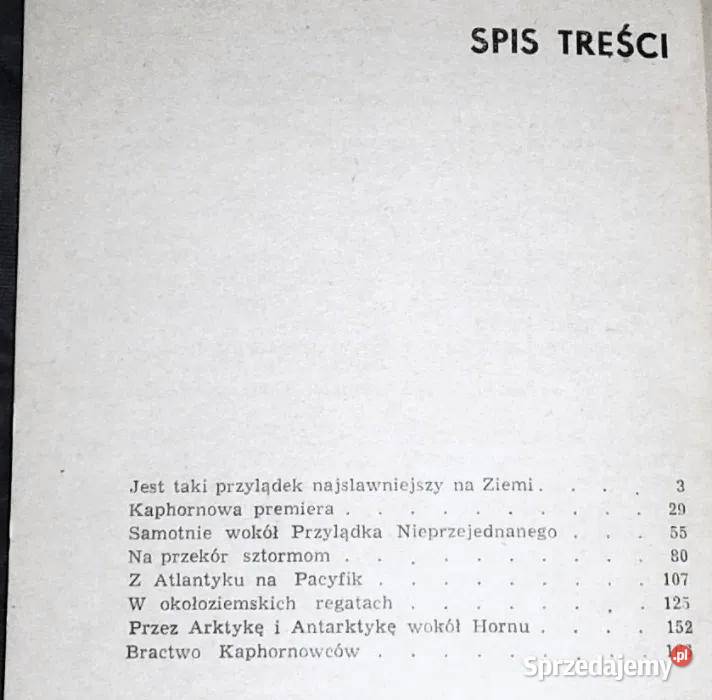 SPIS TREŚCI
Jest taki przylądek najsławniejszy na Ziemi . . . . 3
Kaphornowa premiera . . . . . . . . . 29
Samotnie wokół Przylądka Nieprzejednanego . . . 55
Na przekór sztormom . . . . . . . . . 80
Z Atlantyku na Pacyfik . . . . . . . . 107
W okołoziemskich regatach . . . . . . . 125
Przez Arktykę i Antarktykę wokół Hornu . . . . 152
Bractwo Kaphornowców . . . . . . . .
Sprzedajemy.pl